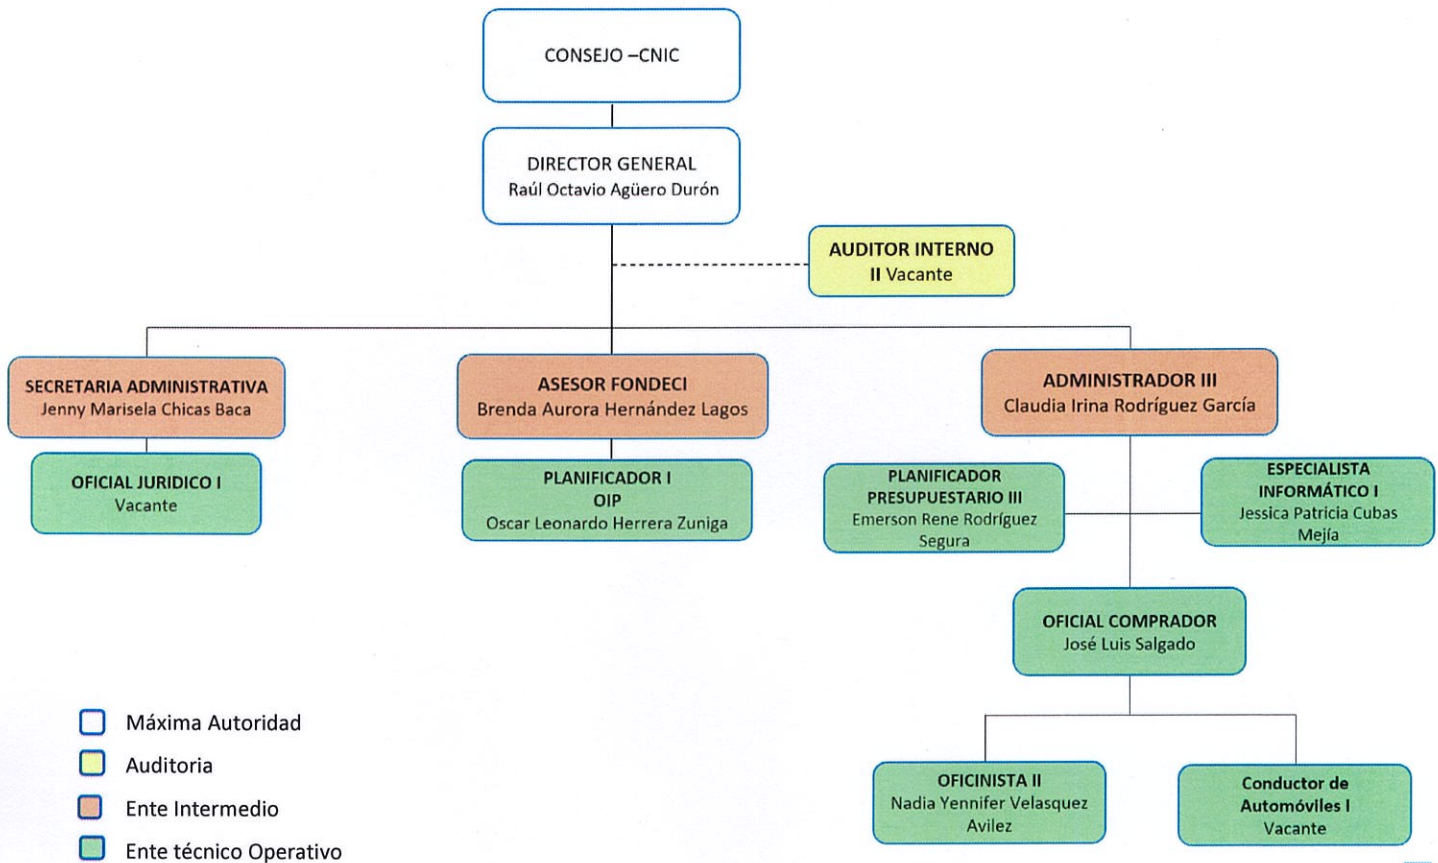 CONSEJO –CNIC
DIRECTOR GENERAL
Raúl Octavio Agüero Durón
AUDITOR INTERNO
II Vacante
SECRETARIA ADMINISTRATIVA
Jenny Marisela Chicas Baca
ASESOR FONDECI
Brenda Aurora Hernández Lagos
ADMINISTRADOR III
Claudia Irina Rodríguez García
OFICIAL JURIDICO I
Vacante
PLANIFICADOR I
OIP
Oscar Leonardo Herrera Zuniga
PLANIFICADOR
PRESUPUESTARIO III
Emerson Rene Rodríguez
Segura
ESPECIALISTA
INFORMÁTICO I
Jessica Patricia Cubas
Mejía
OFICIAL COMPRADOR
José Luis Salgado
OFICINISTA II
Nadia Yennifer Velasquez
Avilez
Conductor de
Automóviles I
Vacante
Máxima Autoridad
Auditoria
Ente Intermedio
Ente técnico Operativo